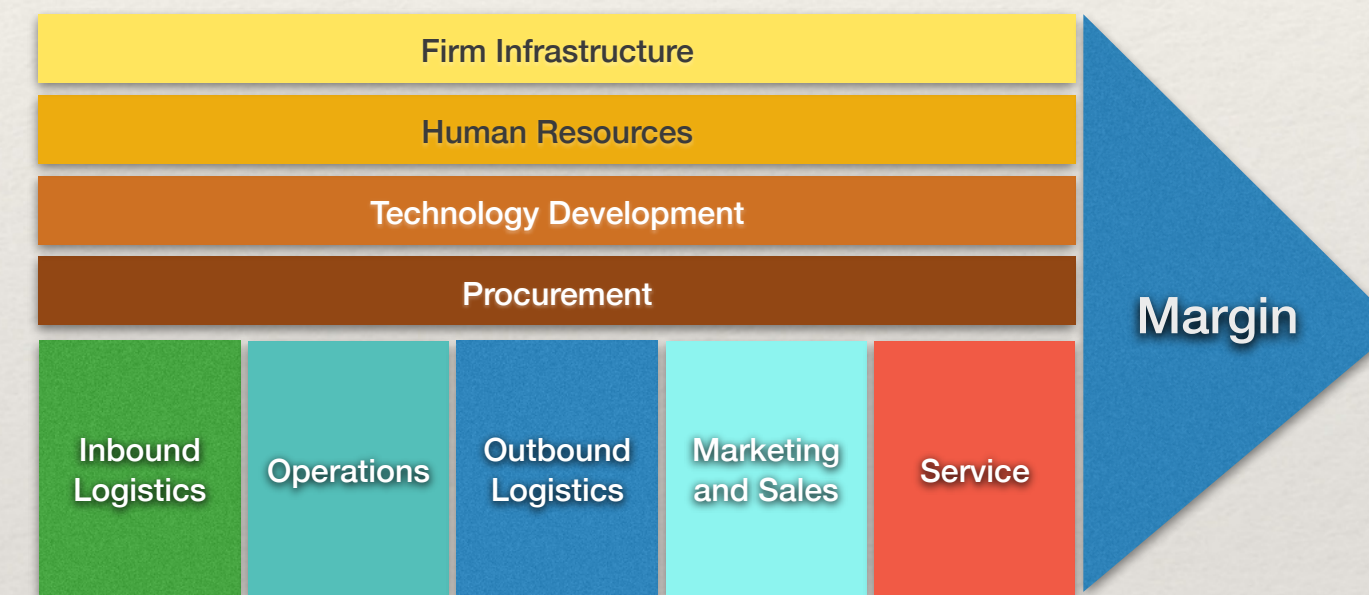 Firm Infrastructure
Human Resources
Technology Development
Procurement
Margin
Inbound
Logistics
Operations
Outbound
Logistics
Marketing
and Sales
Service